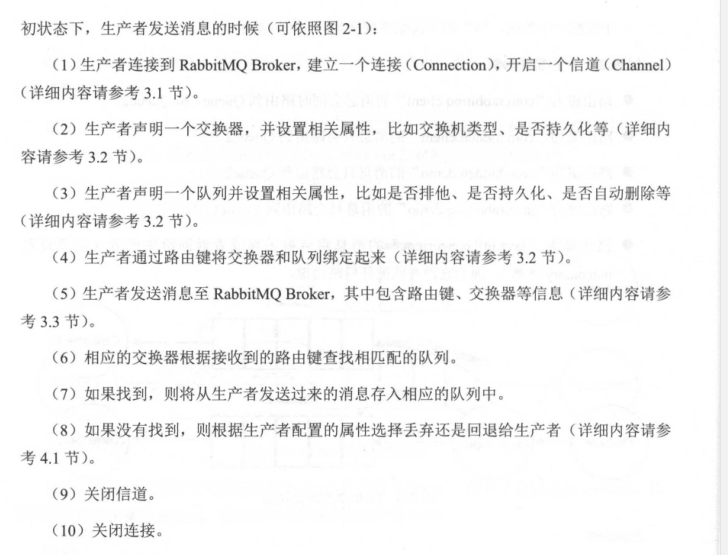 初状态下，生产者发送消息的时候（可依照图 2-1）：
（1）生产者连接到 RabbitMQ Broker，建立一个连接（Connection），开启一个信道（Channel）
（详细内容请参考 3.1 节）。
（2）生产者声明一个交换器，并设置相关属性，比如交换机类型、是否持久化等（详细内
容请参考 3.2 节）。
（3）生产者声明一个队列并设置相关属性，比如是否排他、是否持久化、是否自动删除等
（详细内容请参考 3.2 节）。
（4）生产者通过路由键将交换器和队列绑定起来（详细内容请参考 3.2 节）。
（5）生产者发送消息至 RabbitMQ Broker，其中包含路由键、交换器等信息（详细内容请参
考 3.3 节）。
（6）相应的交换器根据接收到的路由键查找相匹配的队列。
（7）如果找到，则将从生产者发送过来的消息存入相应的队列中。
（8）如果没有找到，则根据生产者配置的属性选择丢弃还是回退给生产者（详细内容请参
考 4.1 节）。
（9）关闭信道。
（10）关闭连接。